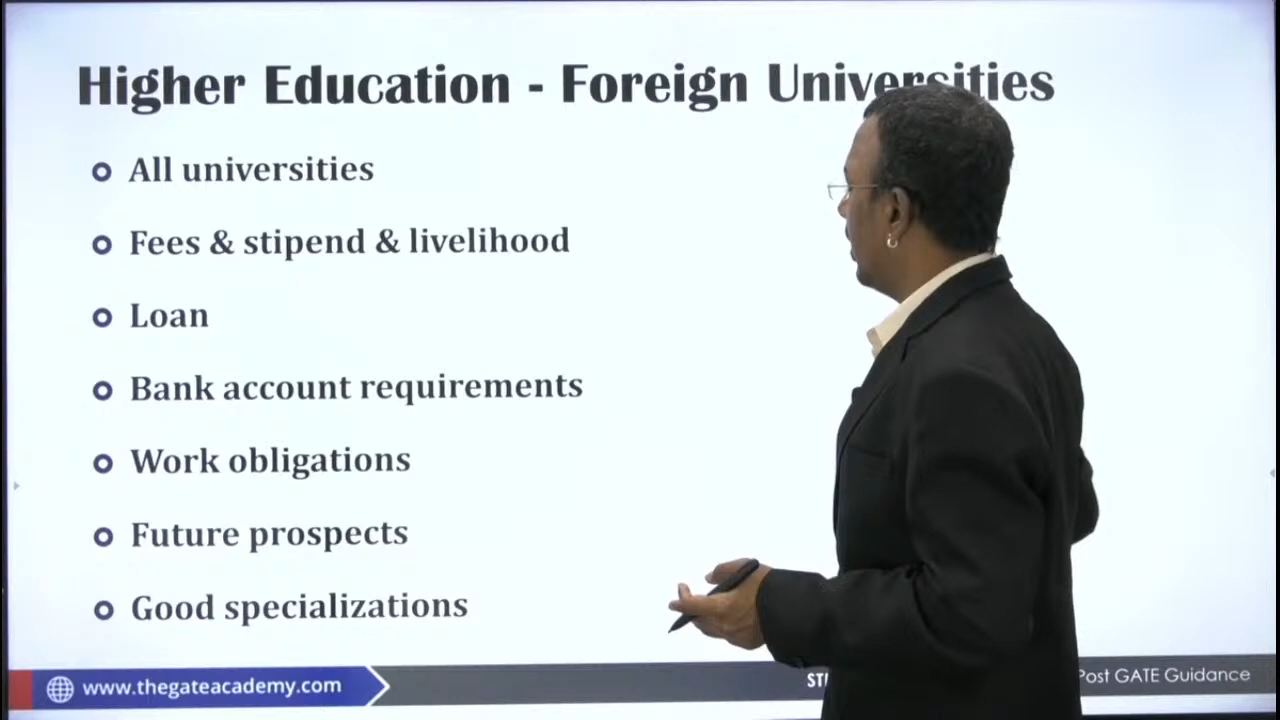 Higher Education - Foreign Universities
All universities
Fees & stipend & livelihood
Loan
Bank account requirements
Work obligations
Future prospects
Good specializations
www.thegateacademy.com
Post GATE Guidance